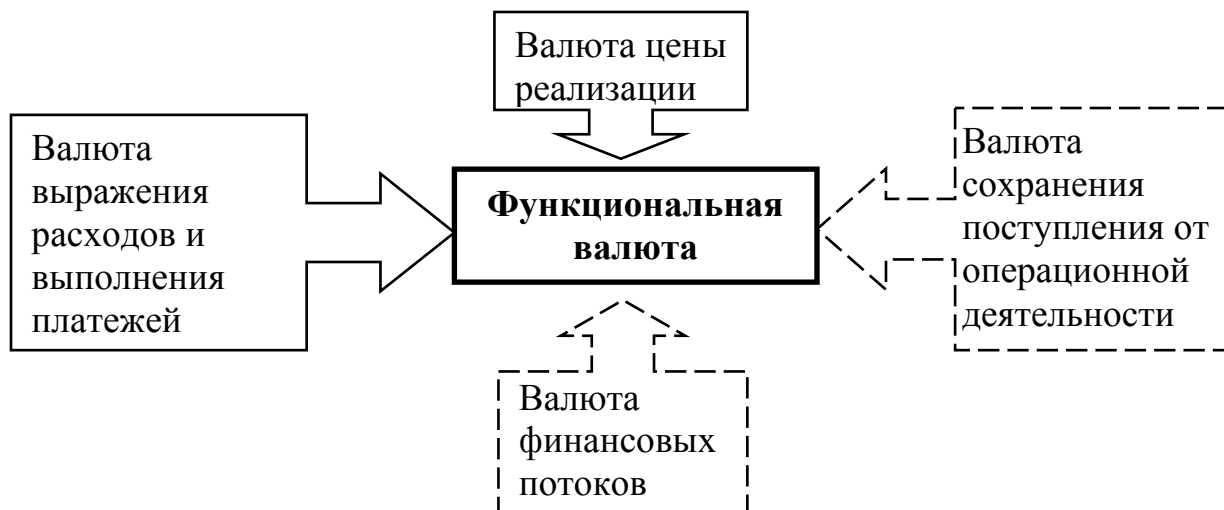 Валюта цены
реализации
Валюта
выражения
расходов и
выполнения
платежей
Функциональная
валюта
Валюта
сохранения
поступления от
операционной
деятельности
Валюта
финансовых
потоков